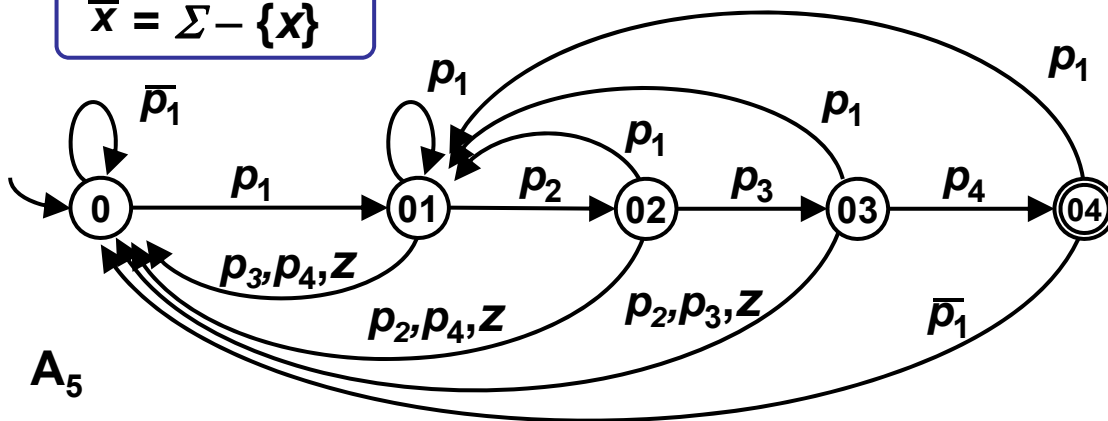 x̅ = Σ – {x}
p₁
p₁
p̅₁
p₁
p₁
p₁
p₂
p₃
p₄
0
01
02
03
04
p₃,p₄,z
p₂,p₄,z
p₂,p₃,z
p̅₁
A₅